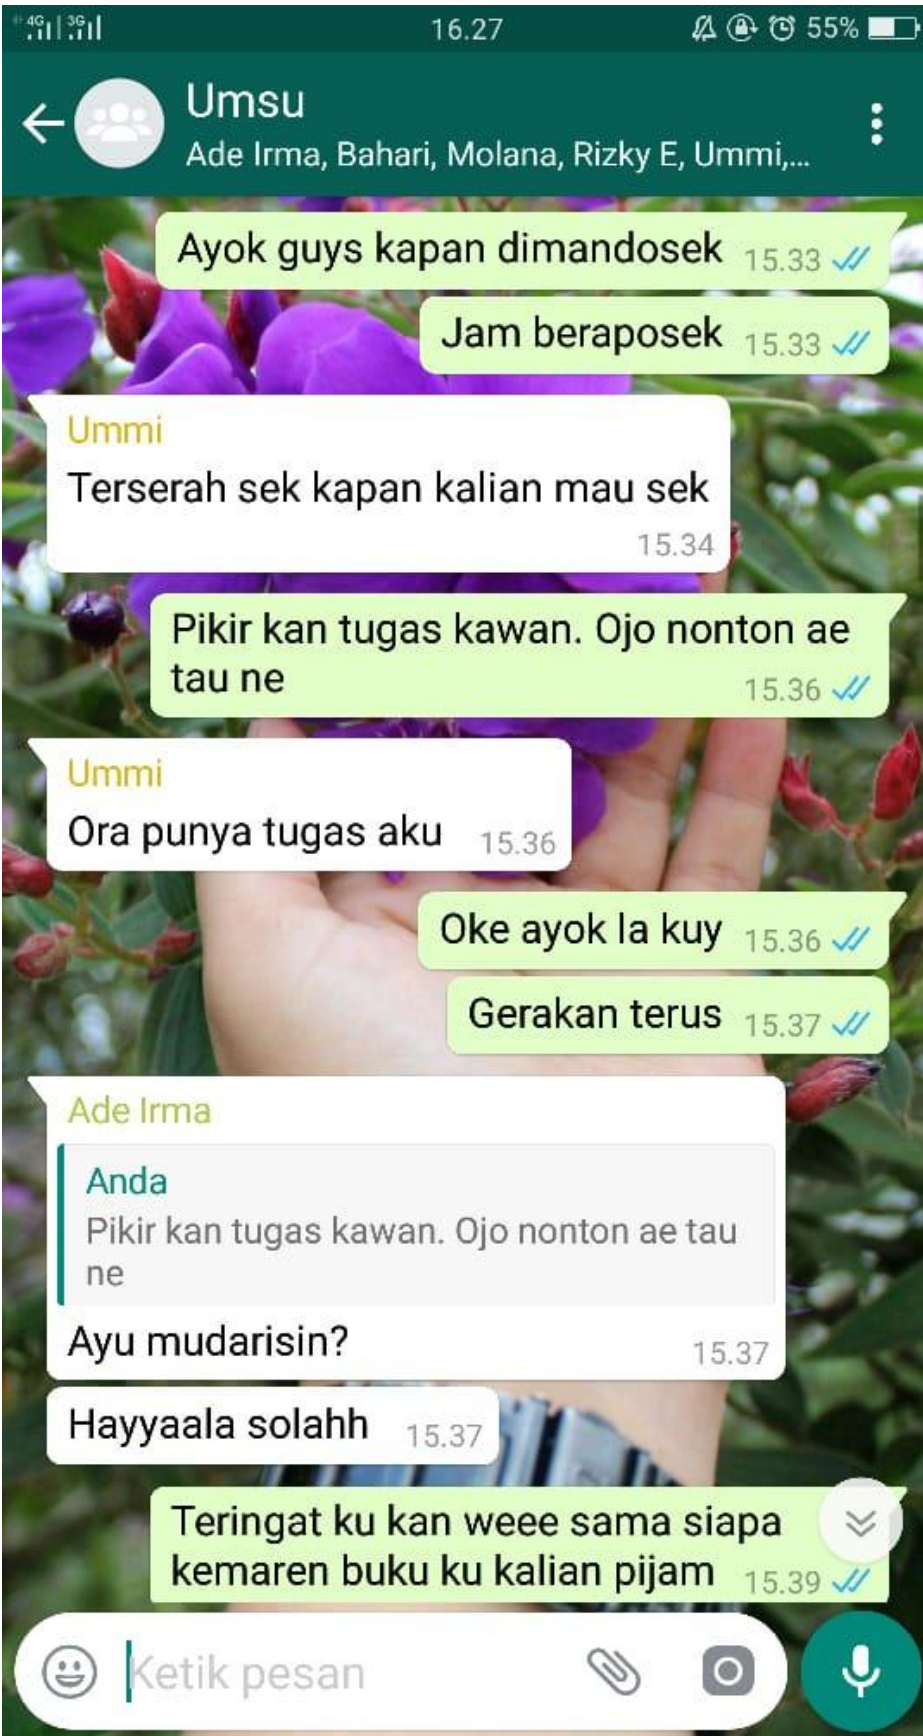 4G 3G 16.27 55%
Umsu
Ade Irma, Bahari, Molana, Rizky E, Ummi,...
Ayok guys kapan dimandosek 15.33
Jam beraposek 15.33
Ummi
Terserah sek kapan kalian mau sek
15.34
Pikir kan tugas kawan. Ojo nonton ae
tau ne 15.36
Ummi
Ora punya tugas aku 15.36
Oke ayok la kuy 15.36
Gerakan terus 15.37
Ade Irma
Anda
Pikir kan tugas kawan. Ojo nonton ae tau
ne
Ayu mudarisin? 15.37
Hayyaala solahh 15.37
Teringat ku kan weee sama siapa
kemaren buku ku kalian pijam 15.39
Ketik pesan